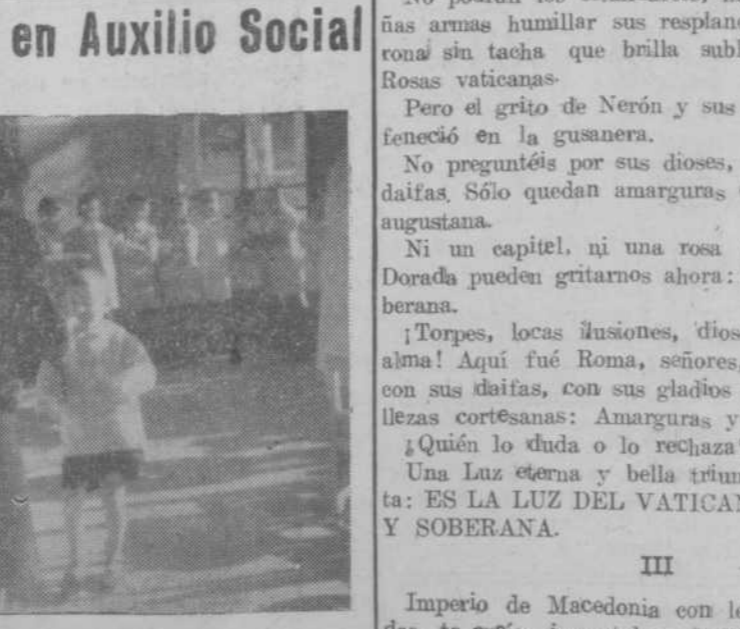 en Auxilio Social
ñas armas humillar sus resplan
rona sin tacha que brilla subl
Rosas vaticanas.
Pero el grito de Nerón y sus
feneció en la gusanera.
No preguntéis por sus dioses,
daifas. Sólo quedan amarguras
augustana.
Ni un capitel, ni una rosa
Dorada pueden gritarnos ahora:
berana.
¡Torpes, locas ilusiones, dios
alma! Aquí fué Roma, señores,
con sus daifas, con sus gladios
llezas cortesanas: Amarguras y
¿Quién lo duda o lo rechaza?
Una Luz eterna y bella triun
ta: ES LA LUZ DEL VATICAN
Y SOBERANA.
III
Imperio de Macedonia con l